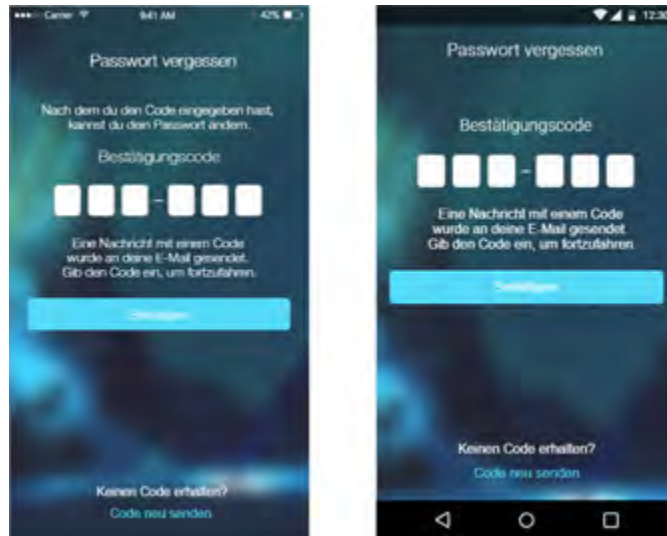 Carrier
9:41 AM
42%
Passwort vergessen
Nach dem du den Code eingegeben hast,
kannst du dein Passwort ändern.
Bestätigungscode
-
Eine Nachricht mit einem Code
wurde an deine E-Mail gesendet.
Gib den Code ein, um fortzufahren.
Bestätigen
Keinen Code erhalten?
Code neu senden
12:30
Passwort vergessen
Bestätigungscode
-
Eine Nachricht mit einem Code
wurde an deine E-Mail gesendet
Gib den Code ein, um fortzufahren
Bestätigen
Keinen Code erhalten?
Code neu senden